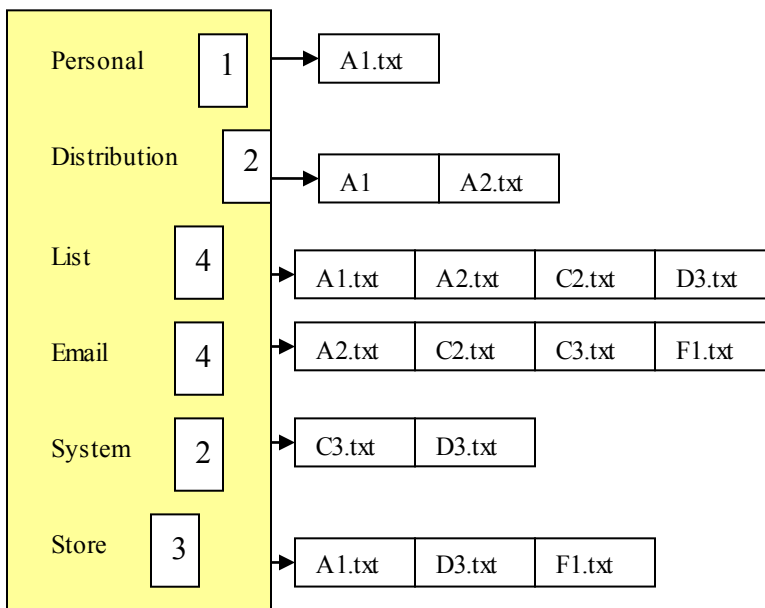 Personal 1 A1.txt
Distribution 2 A1 A2.txt
List 4 A1.txt A2.txt C2.txt D3.txt
Email 4 A2.txt C2.txt C3.txt F1.txt
System 2 C3.txt D3.txt
Store 3 A1.txt D3.txt F1.txt